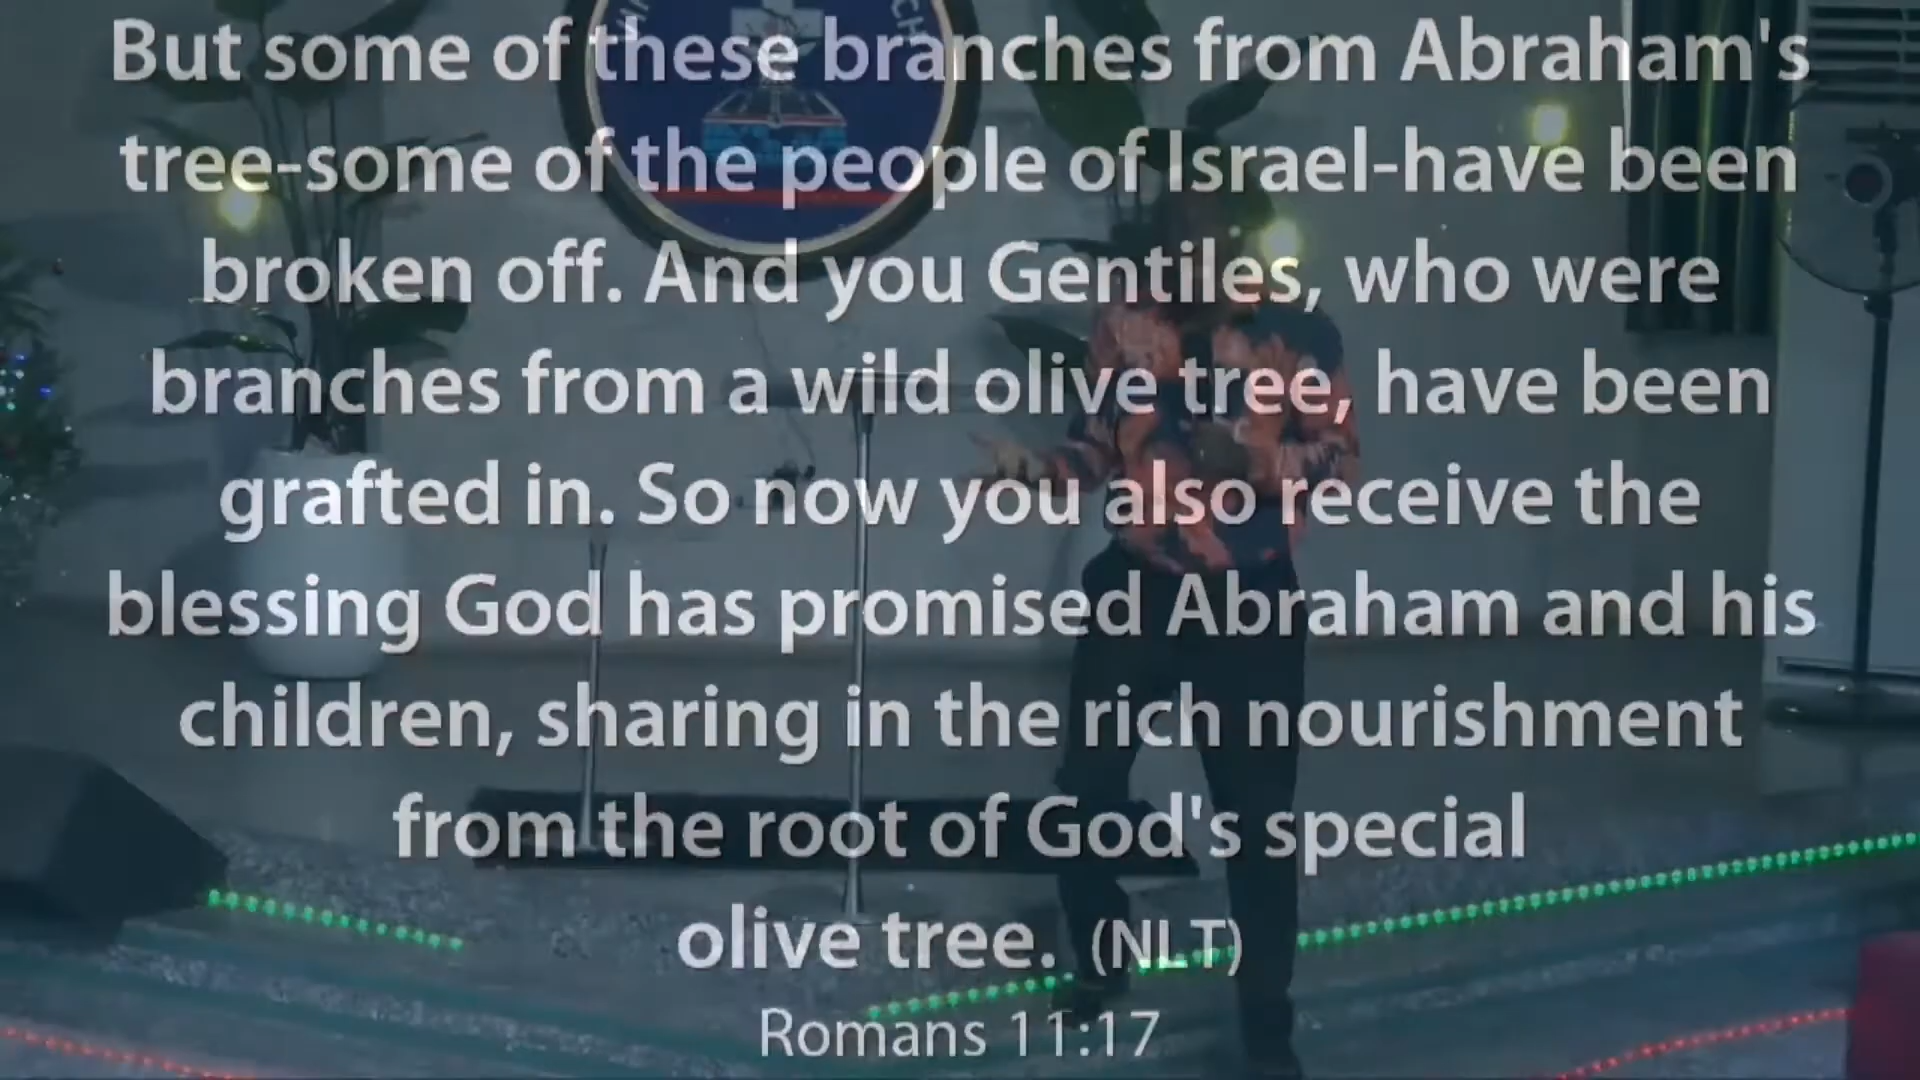 But some of these branches from Abraham's
tree-some of the people of Israel-have been
broken off. And you Gentiles, who were
branches from a wild olive tree, have been
grafted in. So now you also receive the
blessing God has promised Abraham and his
children, sharing in the rich nourishment
from the root of God's special
olive tree. (NLT)
Romans 11:17